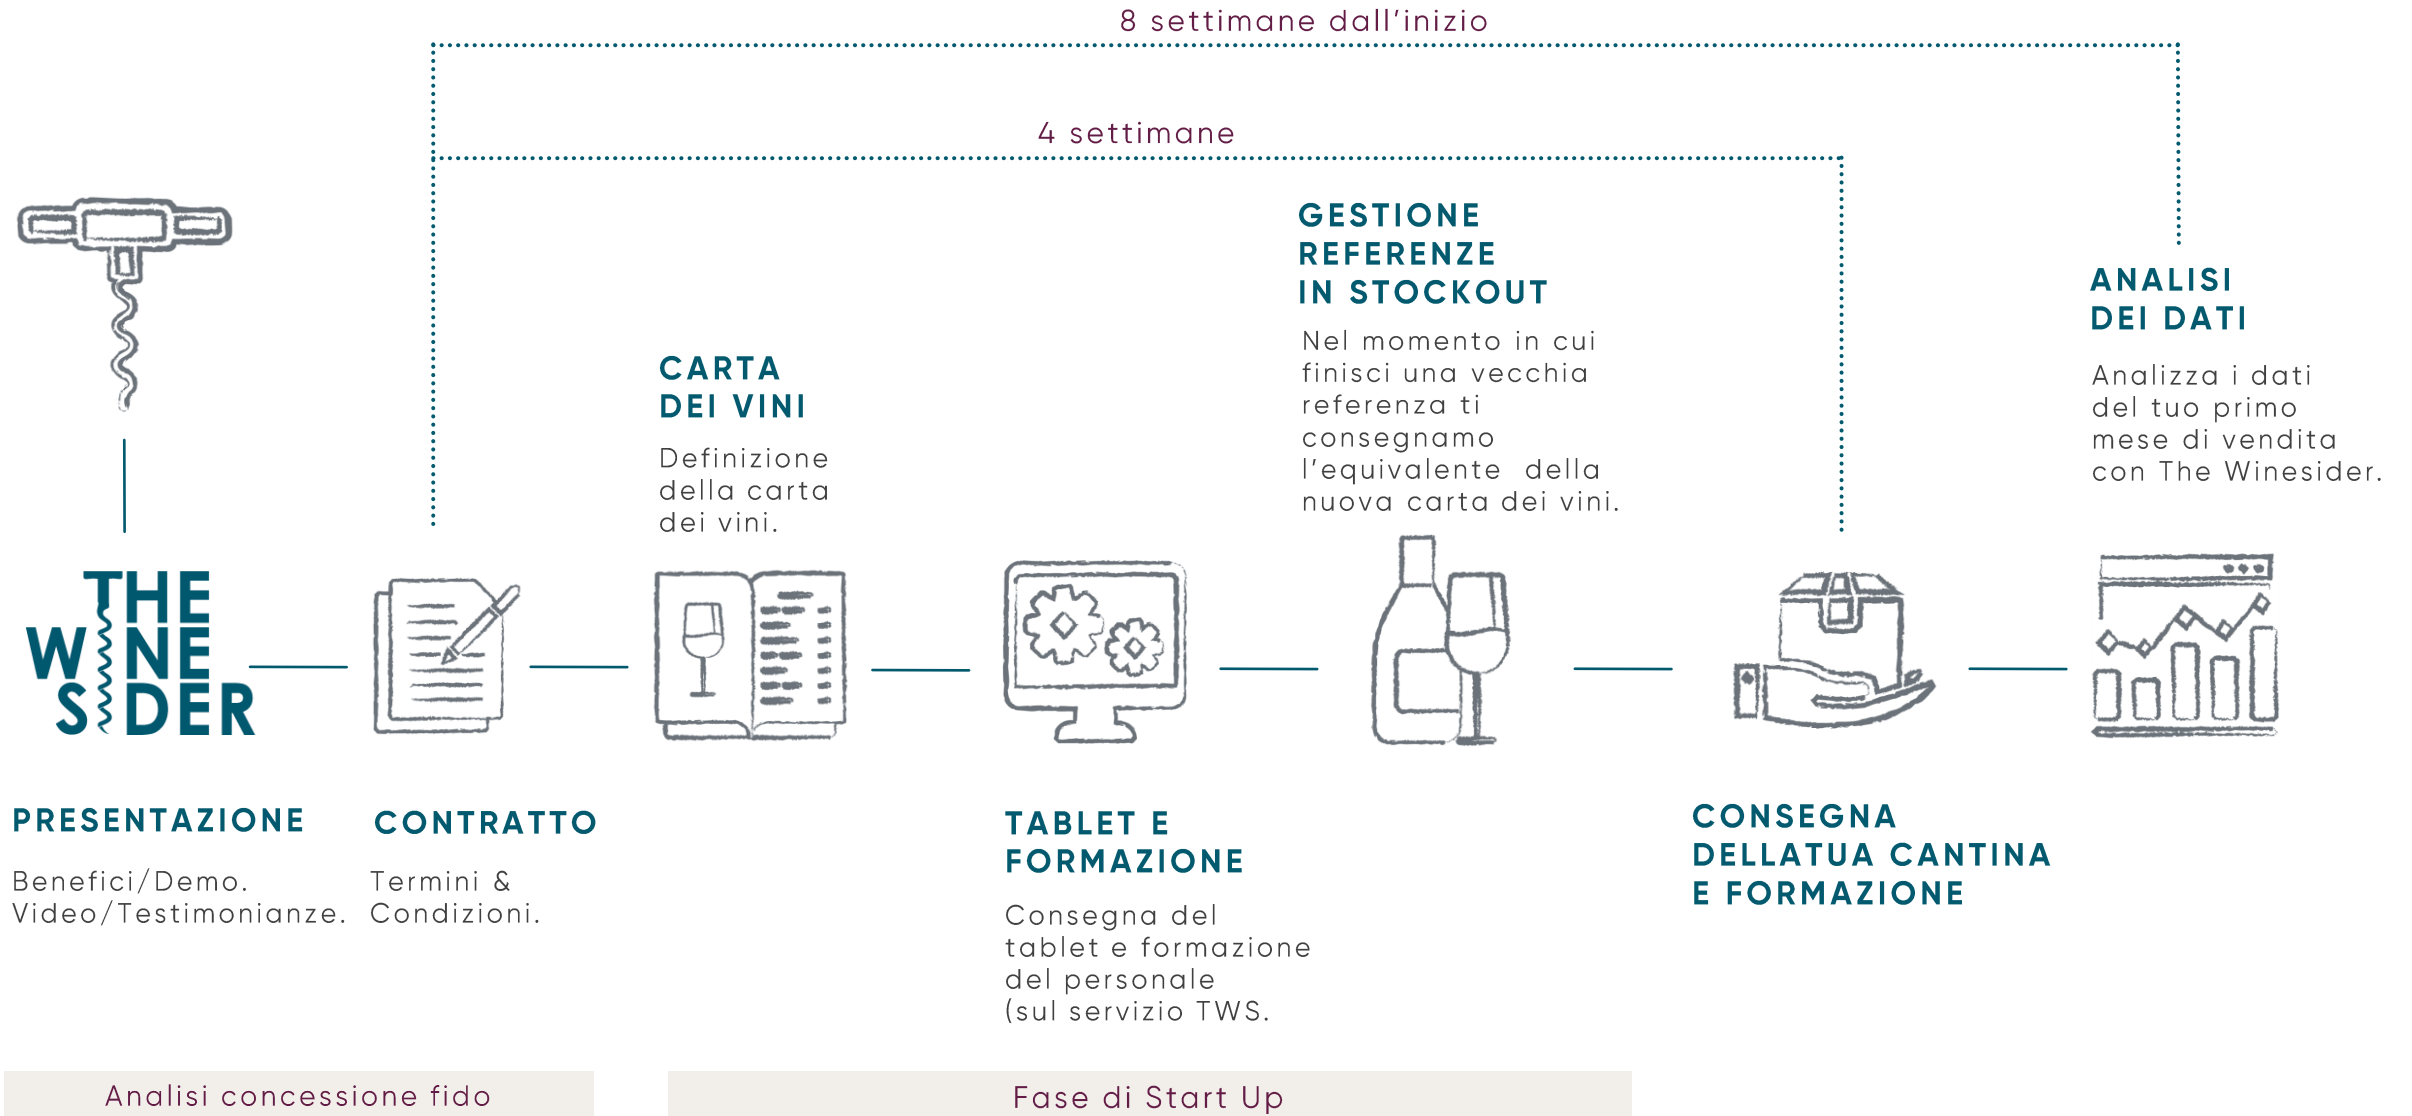 8 settimane dall'inizio
4 settimane
THE
WINE
SIDER
PRESENTAZIONE
Benefici/Demo.
Video/Testimonianze.
CONTRATTO
Termini &
Condizioni.
CARTA
DEI VINI
Definizione
della carta
dei vini.
TABLET E
FORMAZIONE
Consegna del
tablet e formazione
del personale
(sul servizio TWS.
GESTIONE
REFERENZE
IN STOCKOUT
Nel momento in cui
finisci una vecchia
referenza ti
consegnamo
l'equivalente della
nuova carta dei vini.
CONSEGNA
DELLATUA CANTINA
E FORMAZIONE
ANALISI
DEI DATI
Analizza i dati
del tuo primo
mese di vendita
con The Winesider.
Analisi concessione fido
Fase di Start Up